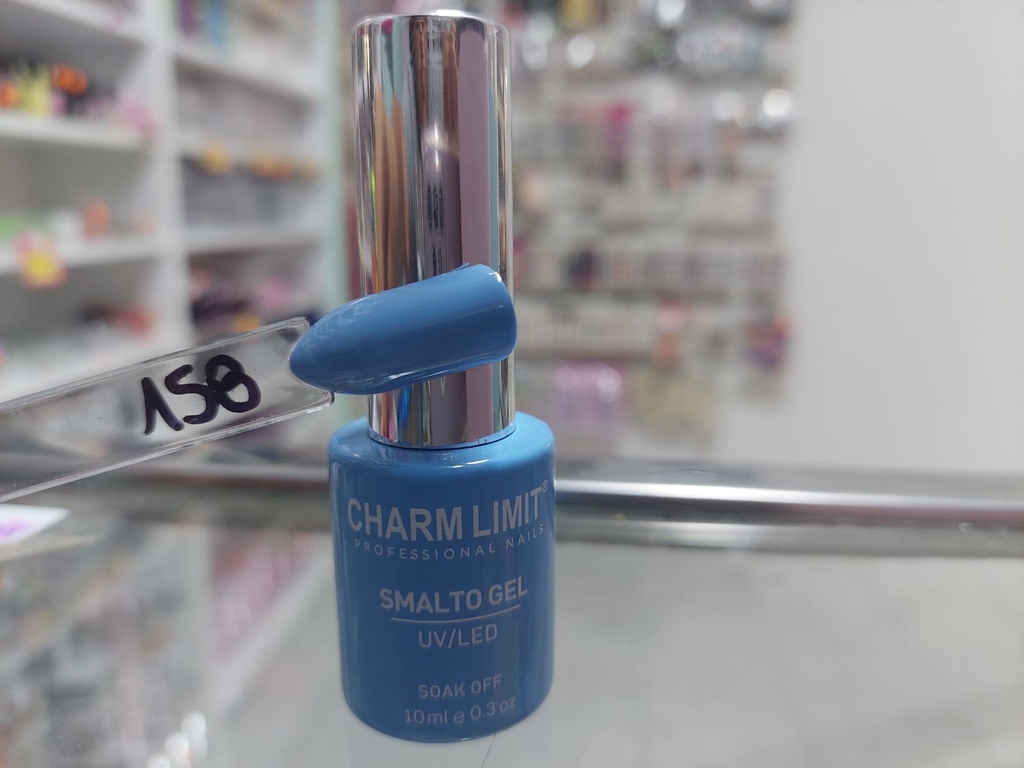 158
CHARM LIMIT®
PROFESSIONAL NAILS
SMALTO GEL
UV/LED
SOAK OFF
10ml e 0.3 oz